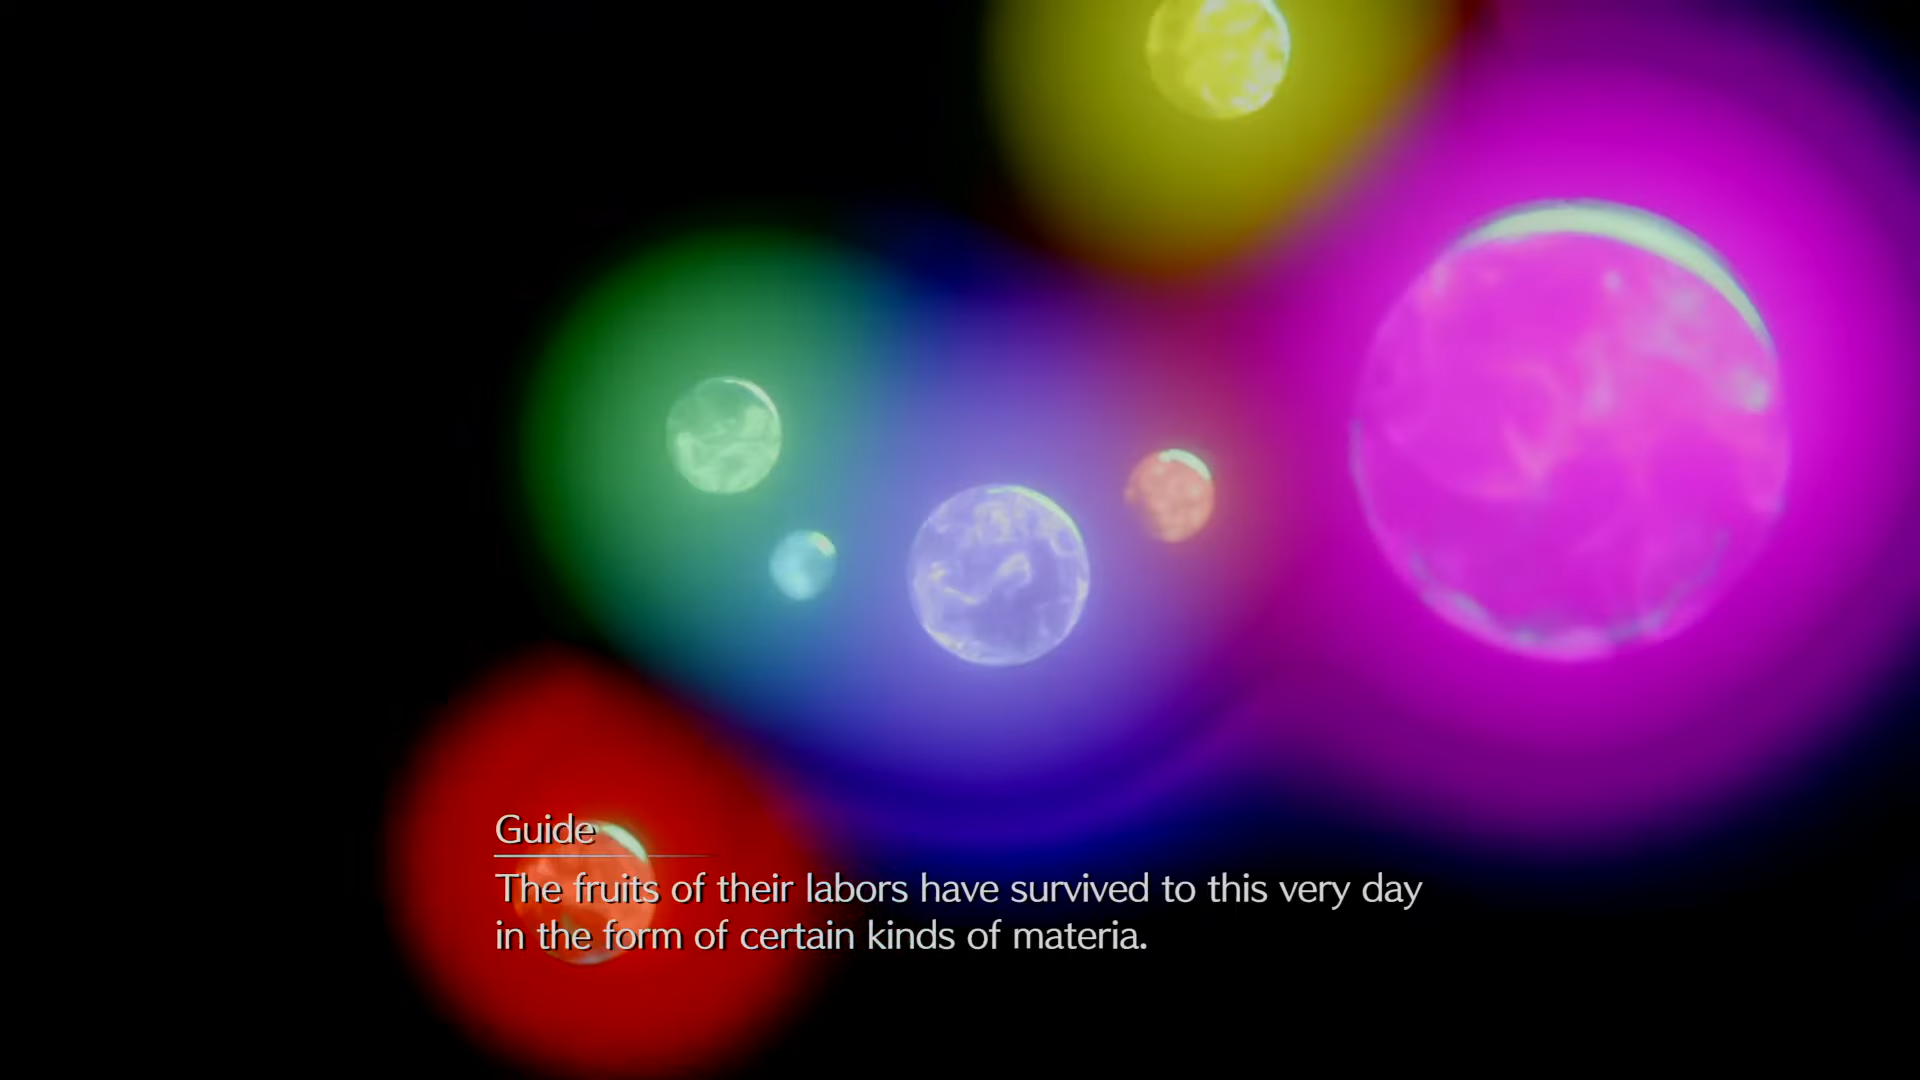 Guide
The fruits of their labors have survived to this very day
in the form of certain kinds of materia.